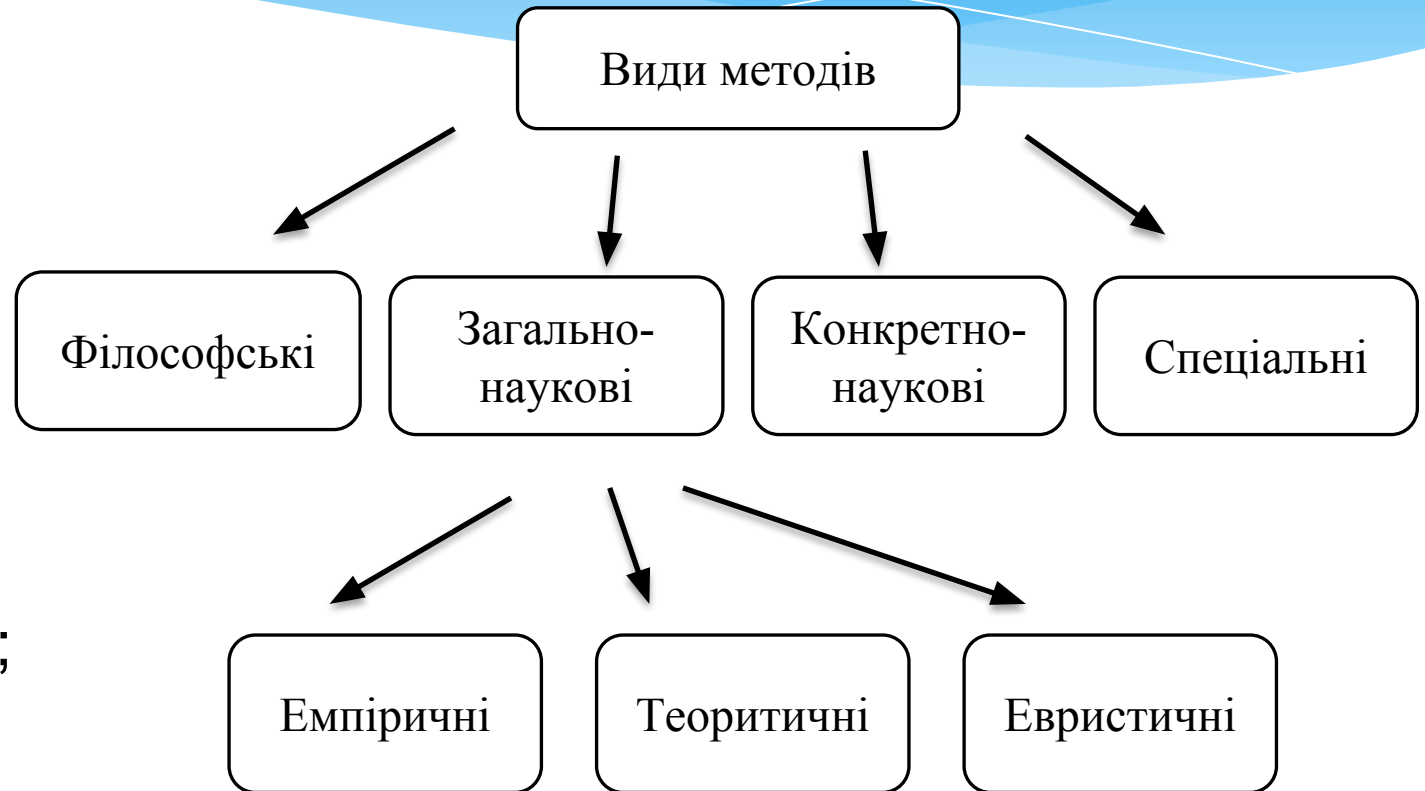 Види методів
Філософські
Загально-
наукові
Конкретно-
наукові
Спеціальні
;
Емпіричні
Теоритичні
Евристичні